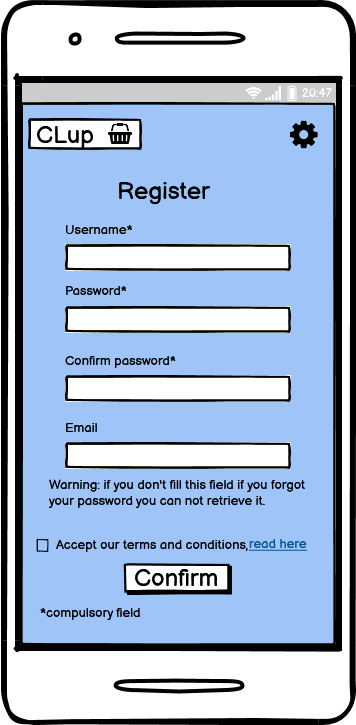 20:47
CLup
Register
Username*
Password*
Confirm password*
Email
Warning: if you don't fill this field if you forgot
your password you can not retrieve it.
Accept our terms and conditions,read here
Confirm
*compulsory field